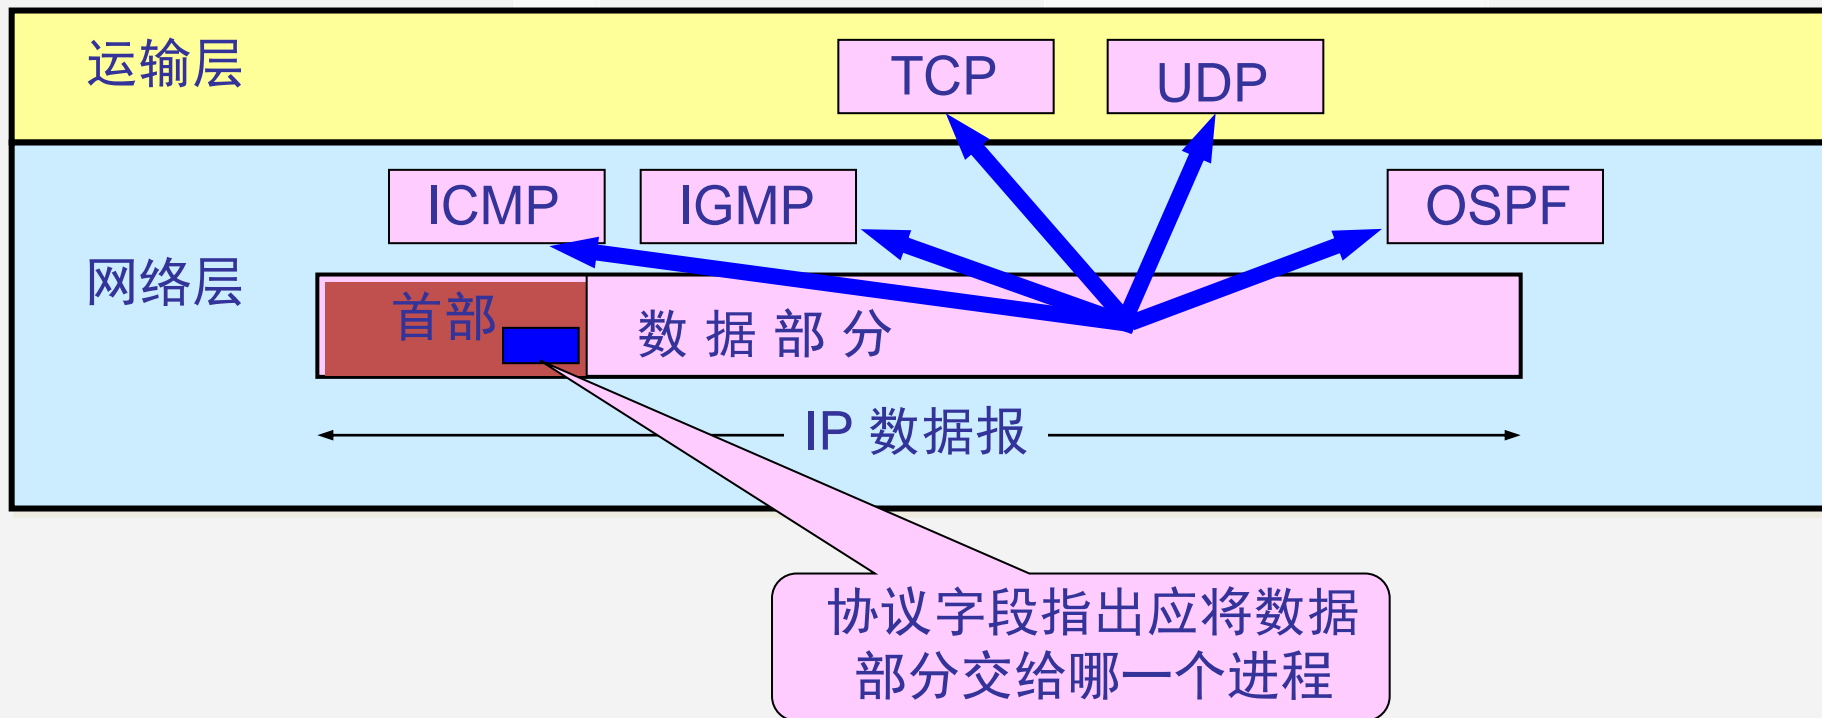 运输层
TCP
UDP
ICMP
IGMP
OSPF
网络层
首部
数 据 部 分
IP 数据报
协议字段指出应将数据
部分交给哪一个进程